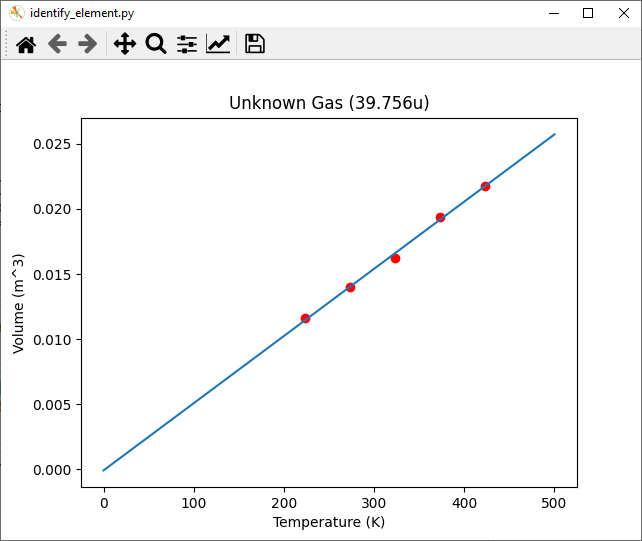 identify_element.py
Unknown Gas (39.756u)
0.025
0.020
0.015
0.010
0.005
0.000
Volume (m^3)
0 100 200 300 400 500
Temperature (K)